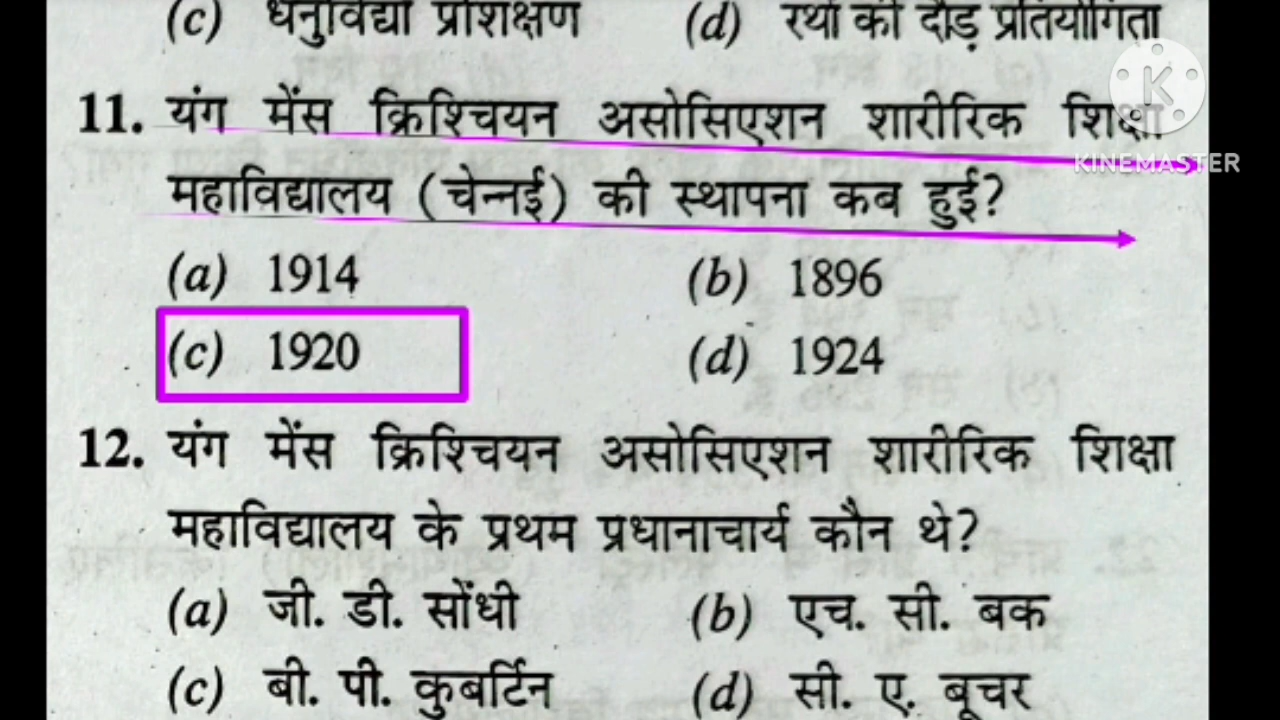 (c) धनुर्विद्या प्रशिक्षण (d) रथों की दौड़ प्रतियोगिता
K
KINEMASTER
11. यंग मेंस क्रिश्चियन असोसिएशन शारीरिक शिक्षा
महाविद्यालय (चेन्नई) की स्थापना कब हुई?
(a) 1914 (b) 1896
(c) 1920 (d) 1924
12. यंग मेंस क्रिश्चियन असोसिएशन शारीरिक शिक्षा
महाविद्यालय के प्रथम प्रधानाचार्य कौन थे?
(a) जी. डी. सोंधी (b) एच. सी. बक
(c) बी. पी. कुबर्टिन (d) सी. ए. बूचर